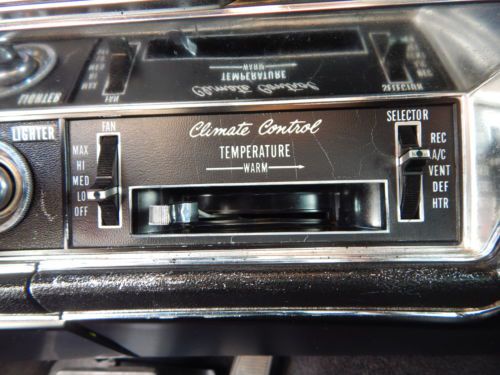 LIGHTER
FAN
MAX
HI
MED
LO
OFF
Climate Control
TEMPERATURE
WARM
SELECTOR
REC
A/C
VENT
DEF
HTR